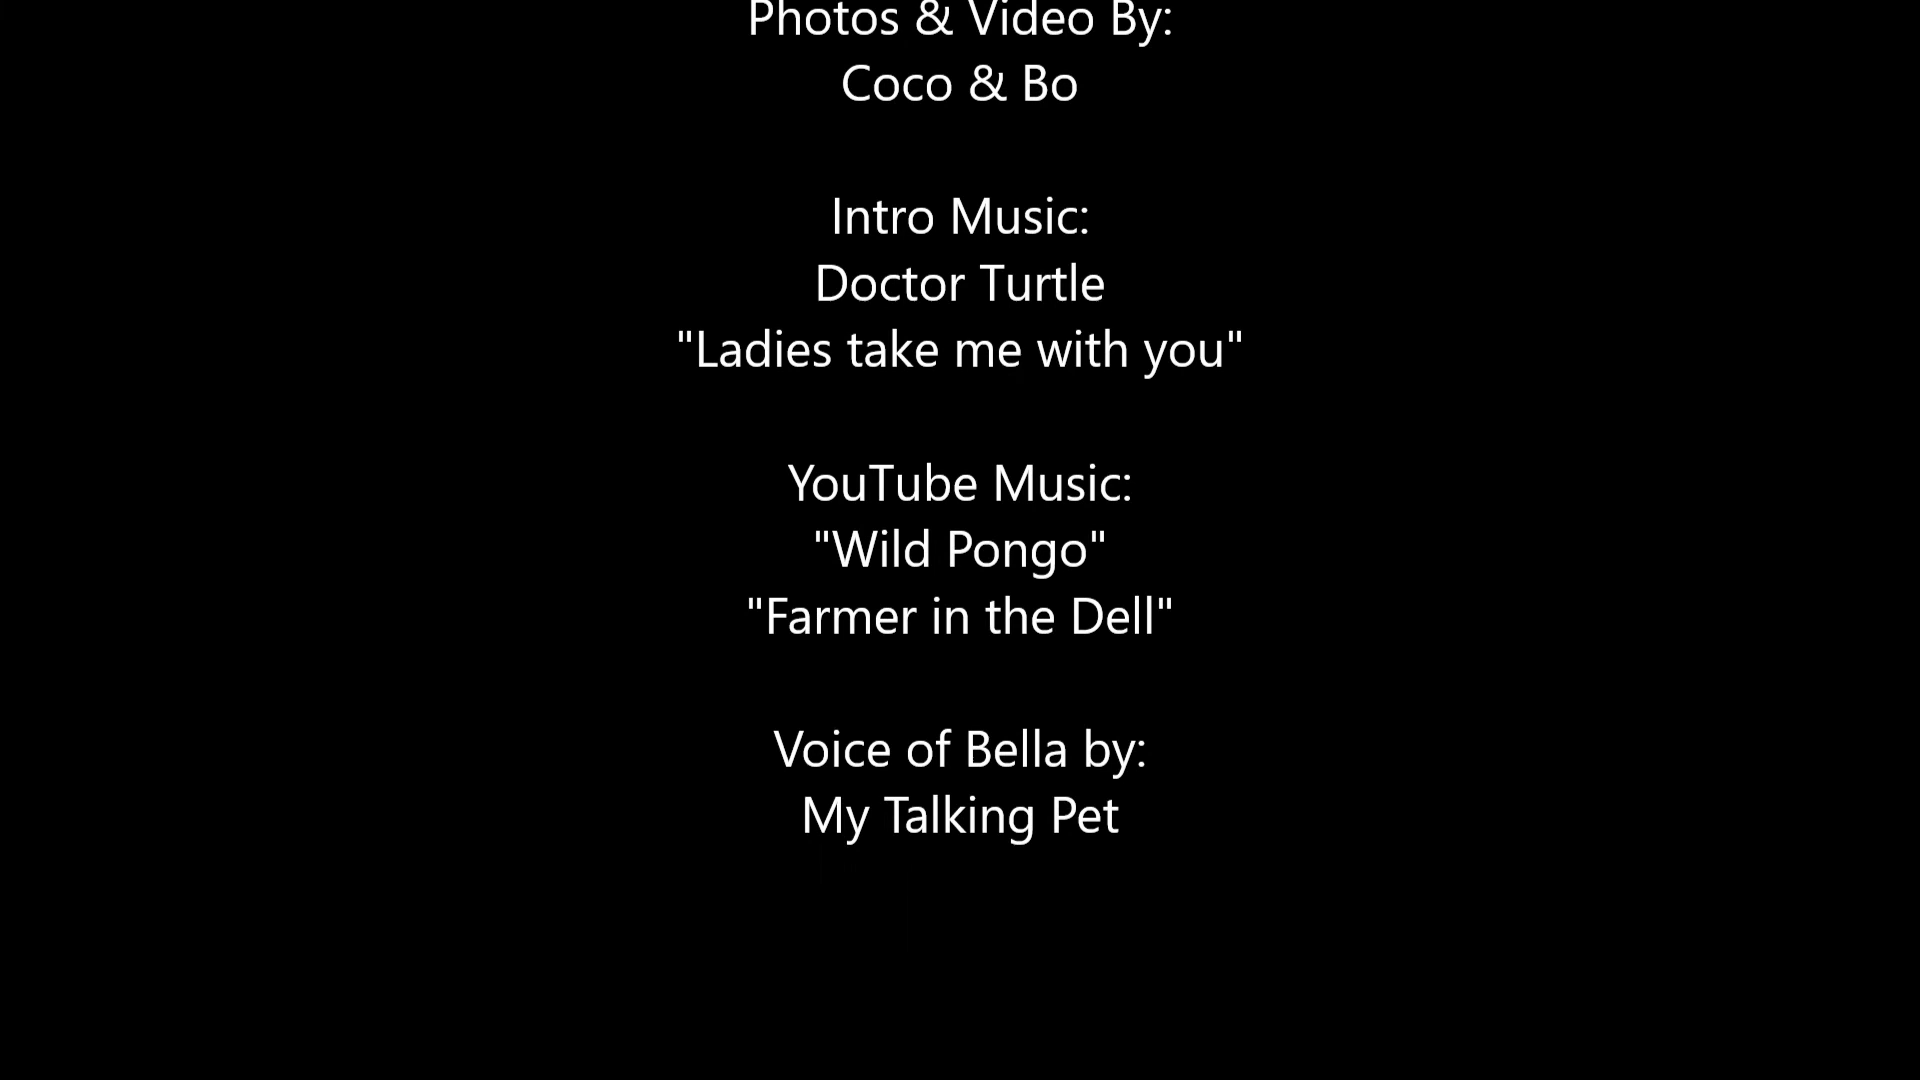 Photos & Video By:
Coco & Bo
Intro Music:
Doctor Turtle
"Ladies take me with you"
YouTube Music:
"Wild Pongo"
"Farmer in the Dell"
Voice of Bella by:
My Talking Pet